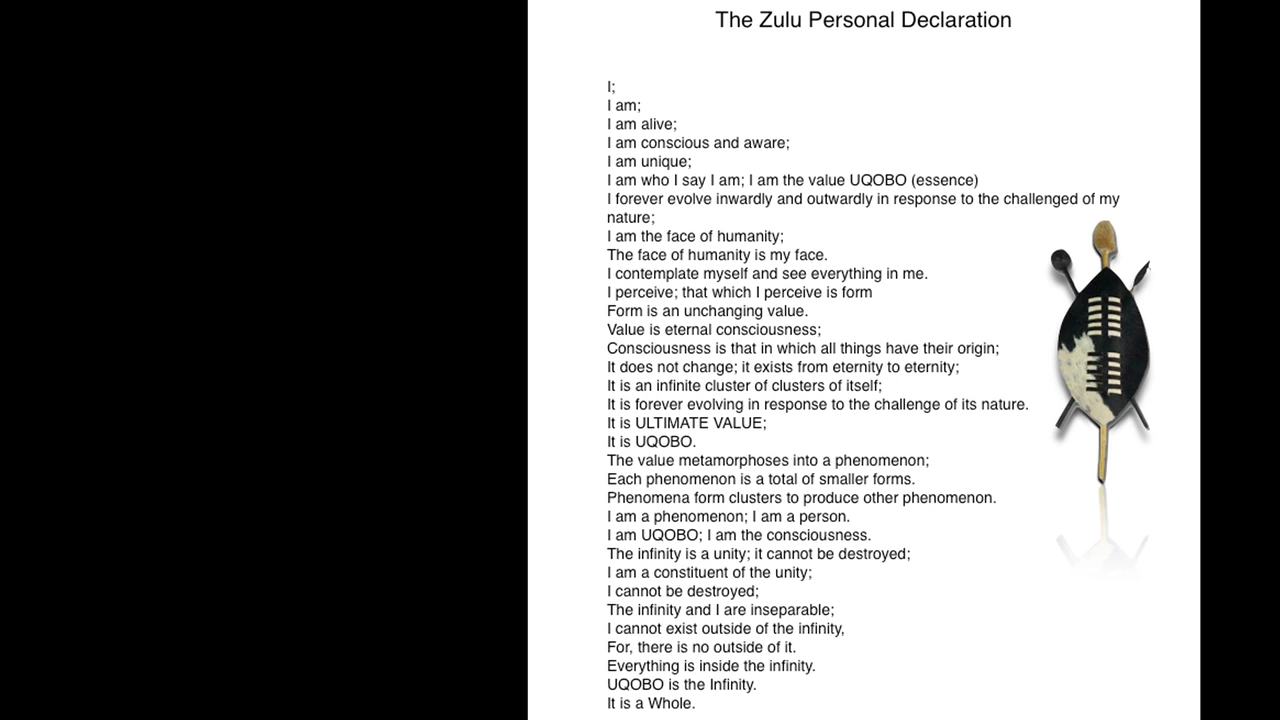 The Zulu Personal Declaration
I;
I am;
I am alive;
I am conscious and aware;
I am unique;
I am who I say I am; I am the value UQOBO (essence)
I forever evolve inwardly and outwardly in response to the challenged of my
nature;
I am the face of humanity;
The face of humanity is my face.
I contemplate myself and see everything in me.
I perceive; that which I perceive is form
Form is an unchanging value.
Value is eternal consciousness;
Consciousness is that in which all things have their origin;
It does not change; it exists from eternity to eternity;
It is an infinite cluster of clusters of itself;
It is forever evolving in response to the challenge of its nature.
It is ULTIMATE VALUE;
It is UQOBO.
The value metamorphoses into a phenomenon;
Each phenomenon is a total of smaller forms.
Phenomena form clusters to produce other phenomenon.
I am a phenomenon; I am a person.
I am UQOBO; I am the consciousness.
The infinity is a unity; it cannot be destroyed;
I am a constituent of the unity;
I cannot be destroyed;
The infinity and I are inseparable;
I cannot exist outside of the infinity,
For, there is no outside of it.
Everything is inside the infinity.
UQOBO is the Infinity.
It is a Whole.